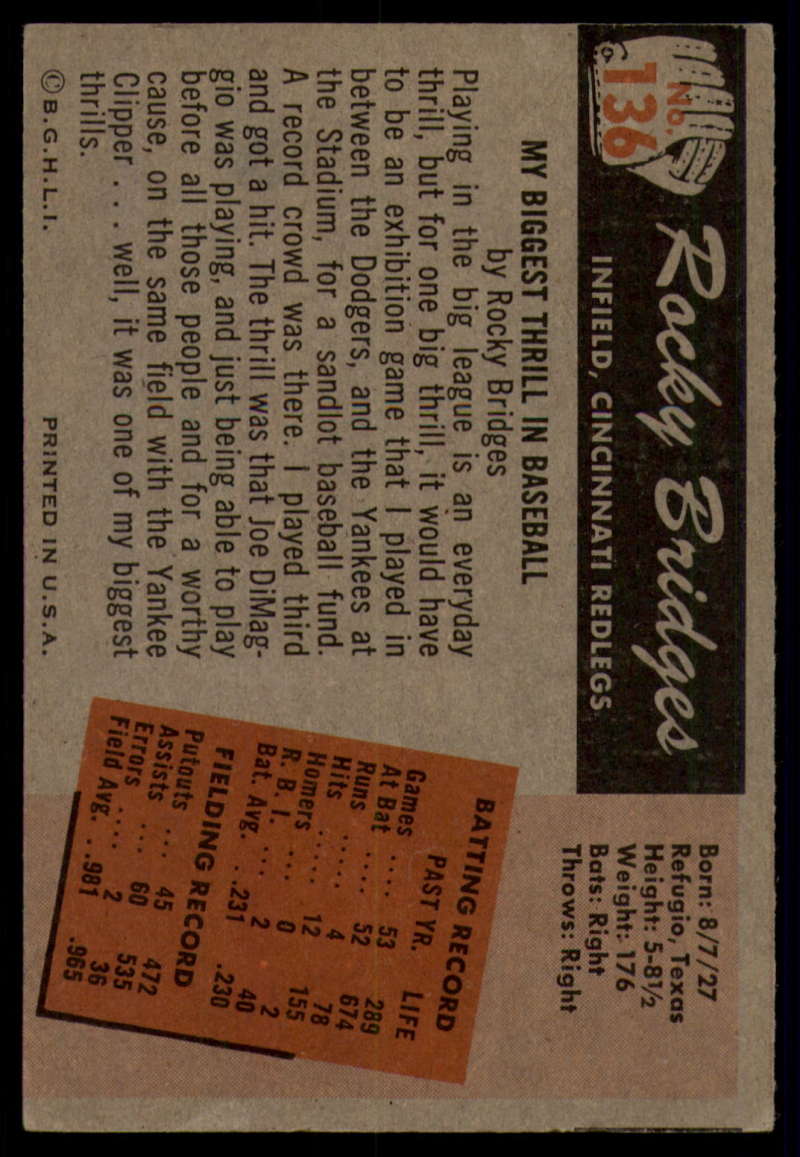 No.
136
Rocky Bridges
INFIELD, CINCINNATI REDLEGS
Born: 8/7/27
Refugio, Texas
Height: 5-8½
Weight: 176
Bats: Right
Throws: Right
MY BIGGEST THRILL IN BASEBALL
by Rocky Bridges
Playing in the big league is an everyday
thrill, but for one big thrill, it would have
to be an exhibition game that I played in
between the Dodgers, and the Yankees at
the Stadium, for a sandlot baseball fund.
A record crowd was there. I played third
and got a hit. The thrill was that Joe DiMag-
gio was playing, and just being able to play
before all those people and for a worthy
cause, on the same field with the Yankee
Clipper . . . well, it was one of my biggest
thrills.
© B.G.H.L.I. PRINTED IN U.S.A.
BATTING RECORD
PAST YR. LIFE
Games .... 53 289
At Bat .... 52 674
Runs .... 4 78
Hits ..... 12 155
Homers .... 0 2
R. B. I. ... 2 40
Bat. Avg. . .231 .230
FIELDING RECORD
Putouts ... 45 472
Assists ... 60 535
Errors .... 2 36
Field Avg. . .981 .965